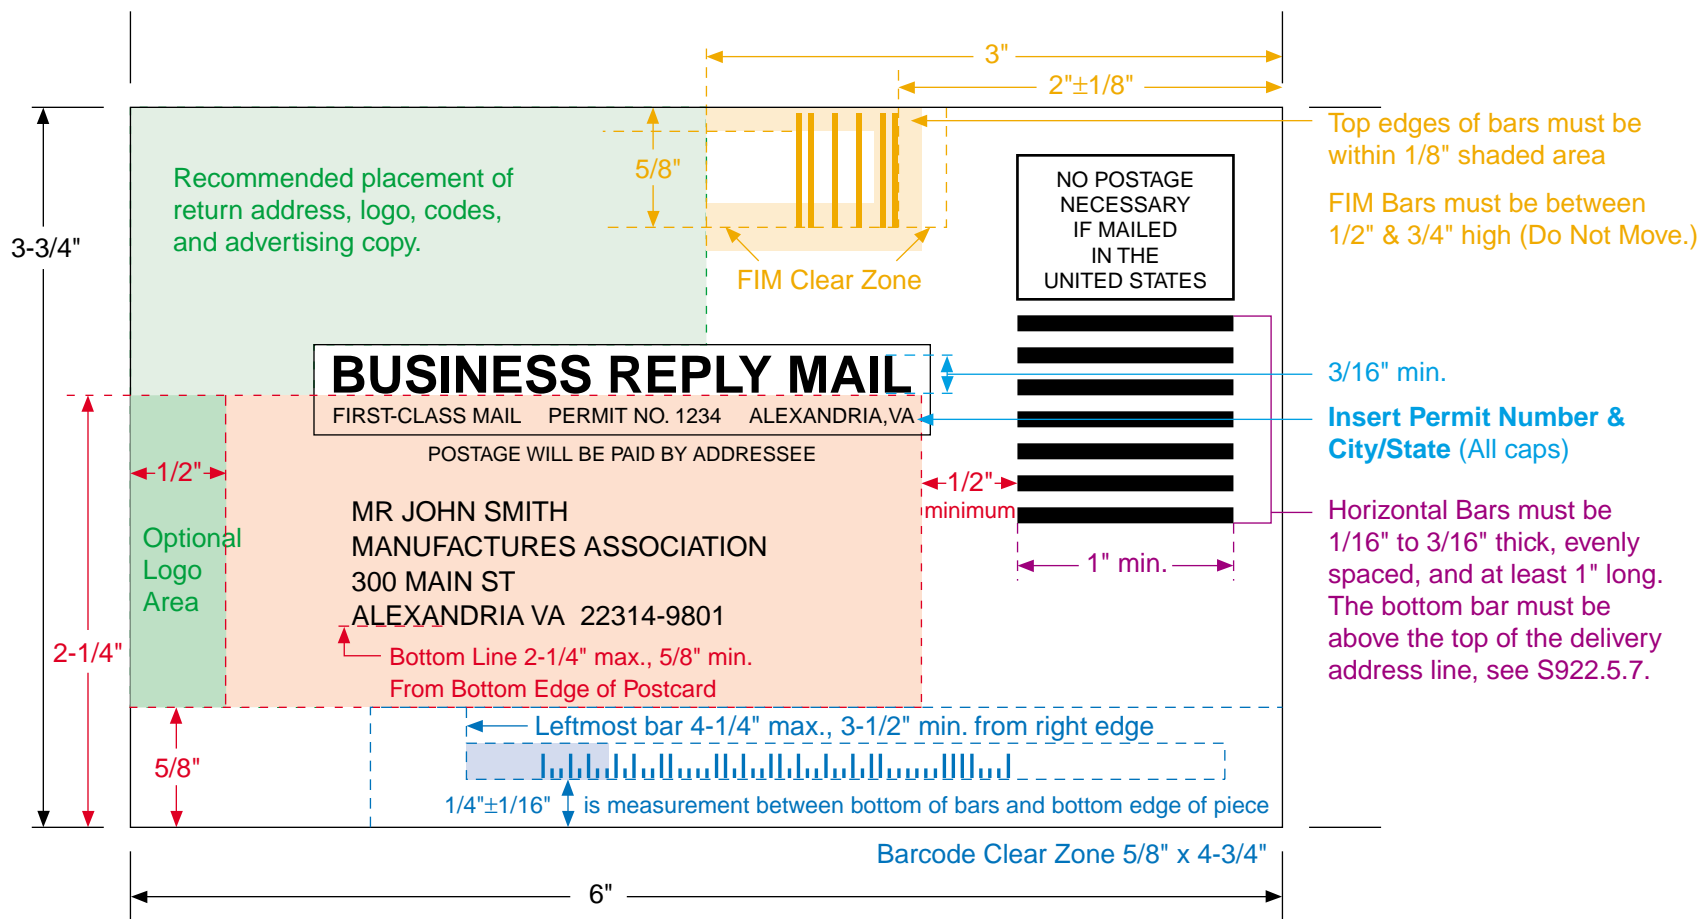 3"
2"±1/8"
Top edges of bars must be
within 1/8" shaded area
FIM Bars must be between
1/2" & 3/4" high (Do Not Move.)
5/8"
Recommended placement of
return address, logo, codes,
and advertising copy.
NO POSTAGE
NECESSARY
IF MAILED
IN THE
UNITED STATES
3-3/4"
FIM Clear Zone
BUSINESS REPLY MAIL
FIRST-CLASS MAIL PERMIT NO. 1234 ALEXANDRIA,VA
POSTAGE WILL BE PAID BY ADDRESSEE
3/16" min.
Insert Permit Number &
City/State (All caps)
1/2"
1/2"
minimum
MR JOHN SMITH
MANUFACTURES ASSOCIATION
300 MAIN ST
ALEXANDRIA VA 22314-9801
Optional
Logo
Area
1" min.
Horizontal Bars must be
1/16" to 3/16" thick, evenly
spaced, and at least 1" long.
The bottom bar must be
above the top of the delivery
address line, see S922.5.7.
2-1/4"
Bottom Line 2-1/4" max., 5/8" min.
From Bottom Edge of Postcard
Leftmost bar 4-1/4" max., 3-1/2" min. from right edge
5/8"
1/4"±1/16" is measurement between bottom of bars and bottom edge of piece
Barcode Clear Zone 5/8" x 4-3/4"
6"